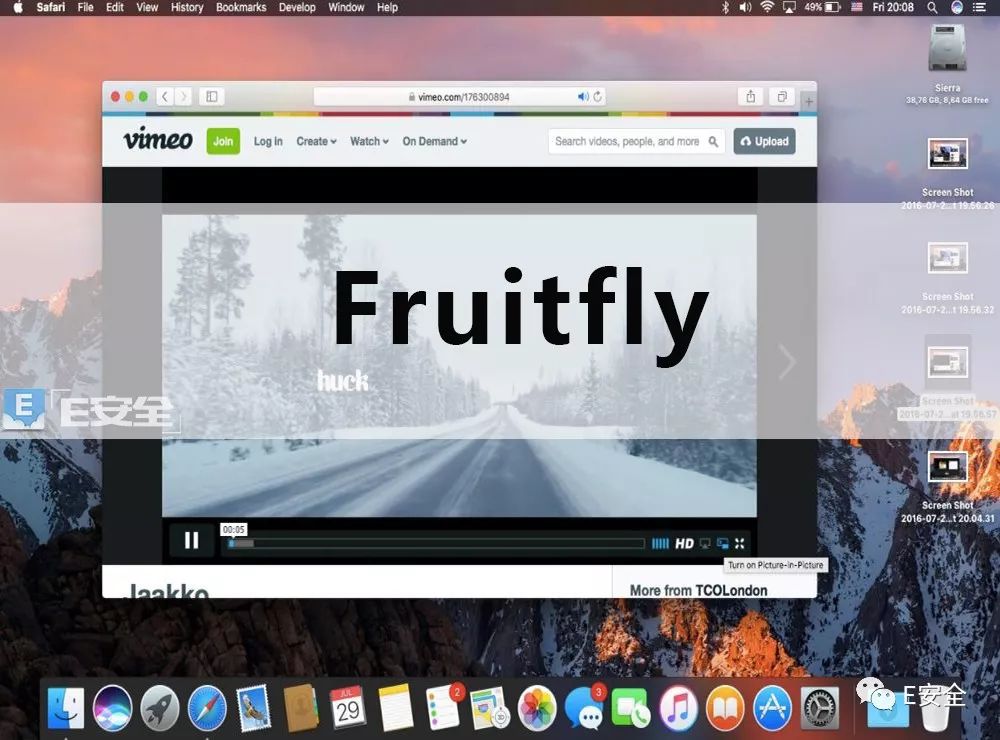 Safari File Edit View History Bookmarks Develop Window Help 49% Fri 20:08
Sierra
38,76 GB, 8,64 GB free
vimeo.com/176300894
vimeo Join Log in Create Watch On Demand Search videos, people, and more Upload
Screen Shot
2016-07-2...t 19.56.26
Screen Shot
2016-07-2...t 19.56.32
Fruitfly
huck
Screen Shot
2016-07-2...at 19.56.57
E E安全
Screen Shot
2016-07-2...t 20.04.31
00:05
HD
Turn on Picture-in-Picture
Jaakko
More from TCOLondon
JUL
29
2
3D
3
E安全